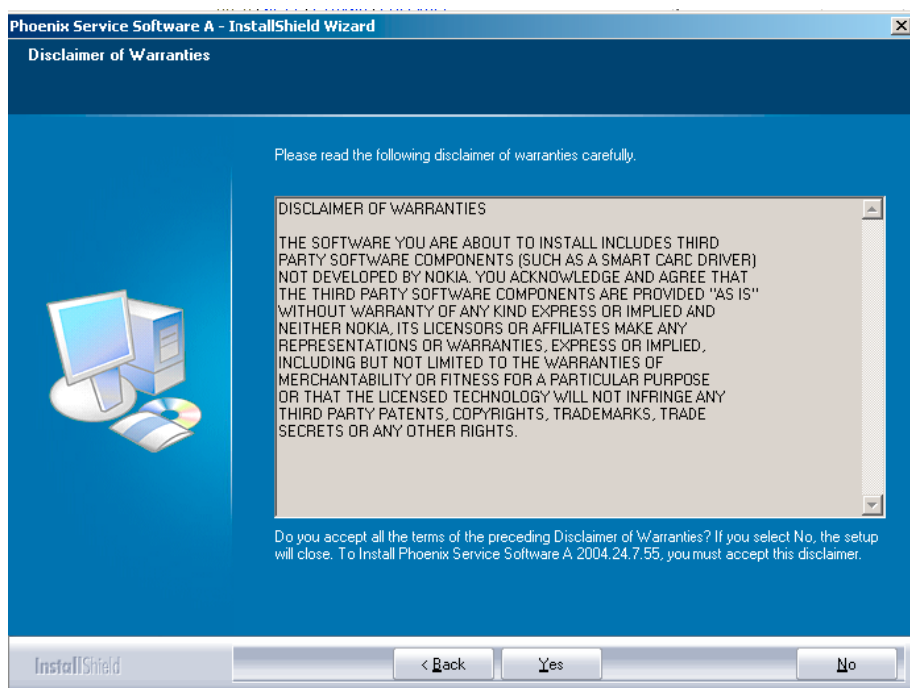 Phoenix Service Software A - InstallShield Wizard
Disclaimer of Warranties
Please read the following disclaimer of warranties carefully.
DISCLAIMER OF WARRANTIES
THE SOFTWARE YOU ARE ABOUT TO INSTALL INCLUDES THIRD
PARTY SOFTWARE COMPONENTS (SUCH AS A SMART CARD DRIVER)
NOT DEVELOPED BY NOKIA. YOU ACKNOWLEDGE AND AGREE THAT
THE THIRD PARTY SOFTWARE COMPONENTS ARE PROVIDED "AS IS"
WITHOUT WARRANTY OF ANY KIND EXPRESS OR IMPLIED AND
NEITHER NOKIA, ITS LICENSORS OR AFFILIATES MAKE ANY
REPRESENTATIONS OR WARRANTIES, EXPRESS OR IMPLIED,
INCLUDING BUT NOT LIMITED TO THE WARRANTIES OF
MERCHANTABILITY OR FITNESS FOR A PARTICULAR PURPOSE
OR THAT THE LICENSED TECHNOLOGY WILL NOT INFRINGE ANY
THIRD PARTY PATENTS, COPYRIGHTS, TRADEMARKS, TRADE
SECRETS OR ANY OTHER RIGHTS.
Do you accept all the terms of the preceding Disclaimer of Warranties? If you select No, the setup
will close. To Install Phoenix Service Software A 2004.24.7.55, you must accept this disclaimer.
InstallShield
< Back
Yes
No